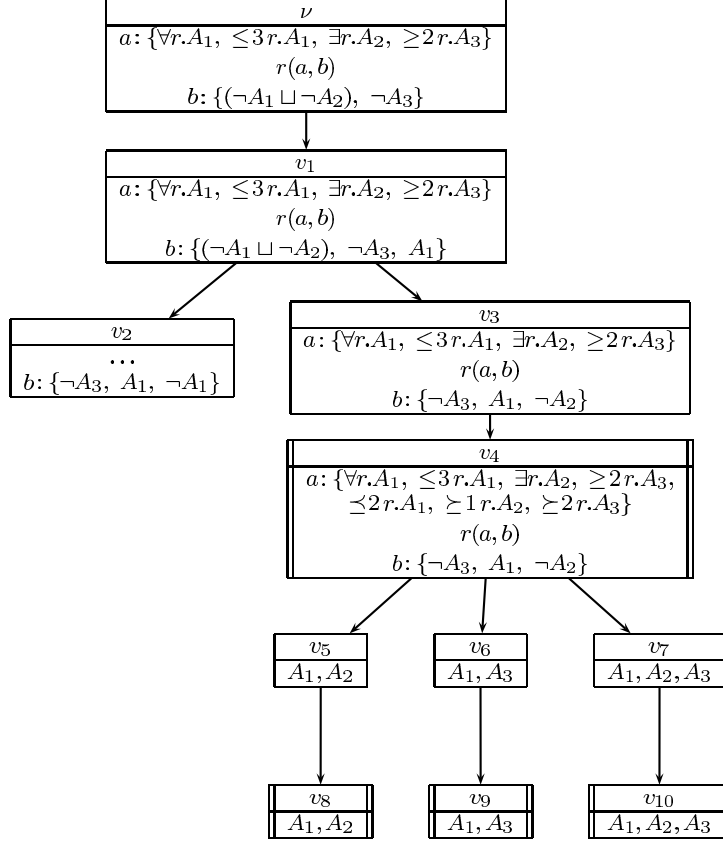 ν
a: {∀r.A₁, ≤3 r.A₁, ∃r.A₂, ≥2 r.A₃}
r(a, b)
b: {(¬A₁ ⊔ ¬A₂), ¬A₃}
v₁
a: {∀r.A₁, ≤3 r.A₁, ∃r.A₂, ≥2 r.A₃}
r(a, b)
b: {(¬A₁ ⊔ ¬A₂), ¬A₃, A₁}
v₂
...
b: {¬A₃, A₁, ¬A₁}
v₃
a: {∀r.A₁, ≤3 r.A₁, ∃r.A₂, ≥2 r.A₃}
r(a, b)
b: {¬A₃, A₁, ¬A₂}
v₄
a: {∀r.A₁, ≤3 r.A₁, ∃r.A₂, ≥2 r.A₃,
⪯2 r.A₁, ⪰1 r.A₂, ⪰2 r.A₃}
r(a, b)
b: {¬A₃, A₁, ¬A₂}
v₅
A₁, A₂
v₆
A₁, A₃
v₇
A₁, A₂, A₃
v₈
A₁, A₂
v₉
A₁, A₃
v₁₀
A₁, A₂, A₃